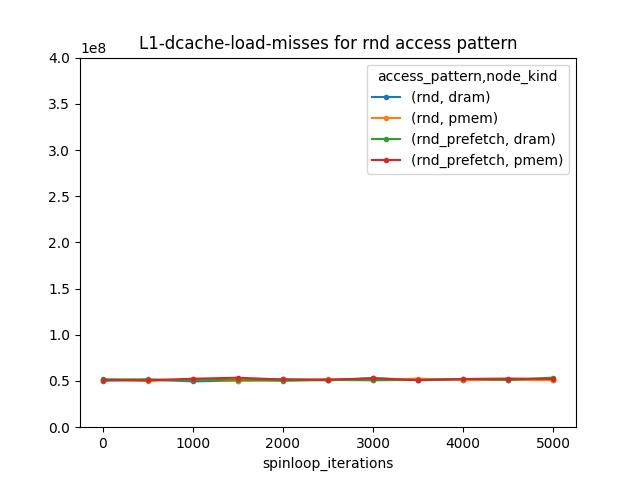 L1-dcache-load-misses for rnd access pattern
1e8
4.0
3.5
3.0
2.5
2.0
1.5
1.0
0.5
0.0
access_pattern,node_kind
(rnd, dram)
(rnd, pmem)
(rnd_prefetch, dram)
(rnd_prefetch, pmem)
0 1000 2000 3000 4000 5000
spinloop_iterations